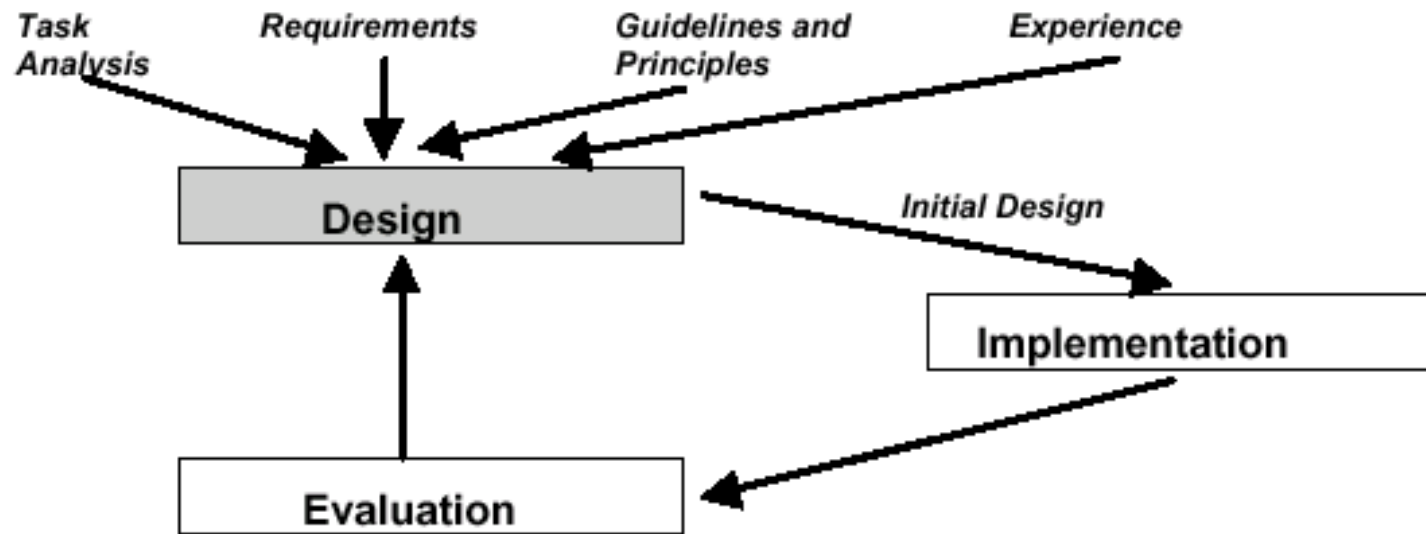 Task
Analysis
Requirements
Guidelines and
Principles
Experience
Design
Initial Design
Implementation
Evaluation